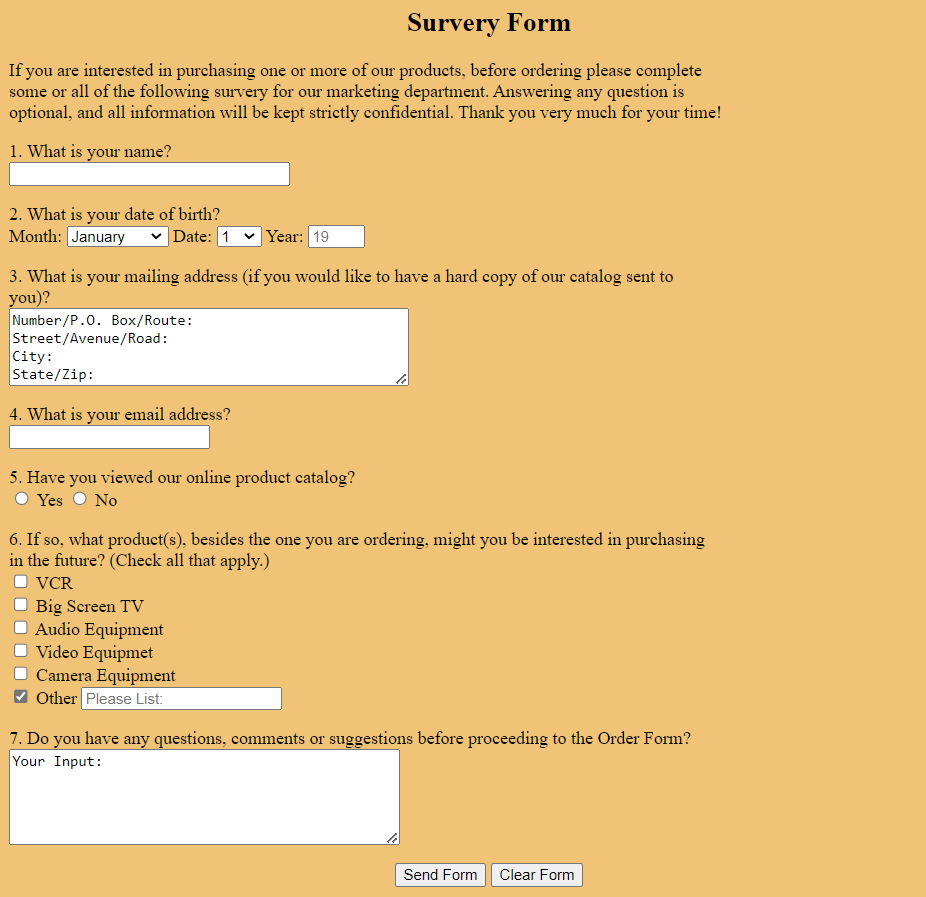 Survery Form
If you are interested in purchasing one or more of our products, before ordering please complete
some or all of the following survery for our marketing department. Answering any question is
optional, and all information will be kept strictly confidential. Thank you very much for your time!
1. What is your name?
2. What is your date of birth?
Month: January Date: 1 Year: 19
3. What is your mailing address (if you would like to have a hard copy of our catalog sent to
you)?
Number/P.O. Box/Route:
Street/Avenue/Road:
City:
State/Zip:
4. What is your email address?
5. Have you viewed our online product catalog?
Yes No
6. If so, what product(s), besides the one you are ordering, might you be interested in purchasing
in the future? (Check all that apply.)
VCR
Big Screen TV
Audio Equipment
Video Equipmet
Camera Equipment
Other Please List:
7. Do you have any questions, comments or suggestions before proceeding to the Order Form?
Your Input:
Send Form Clear Form